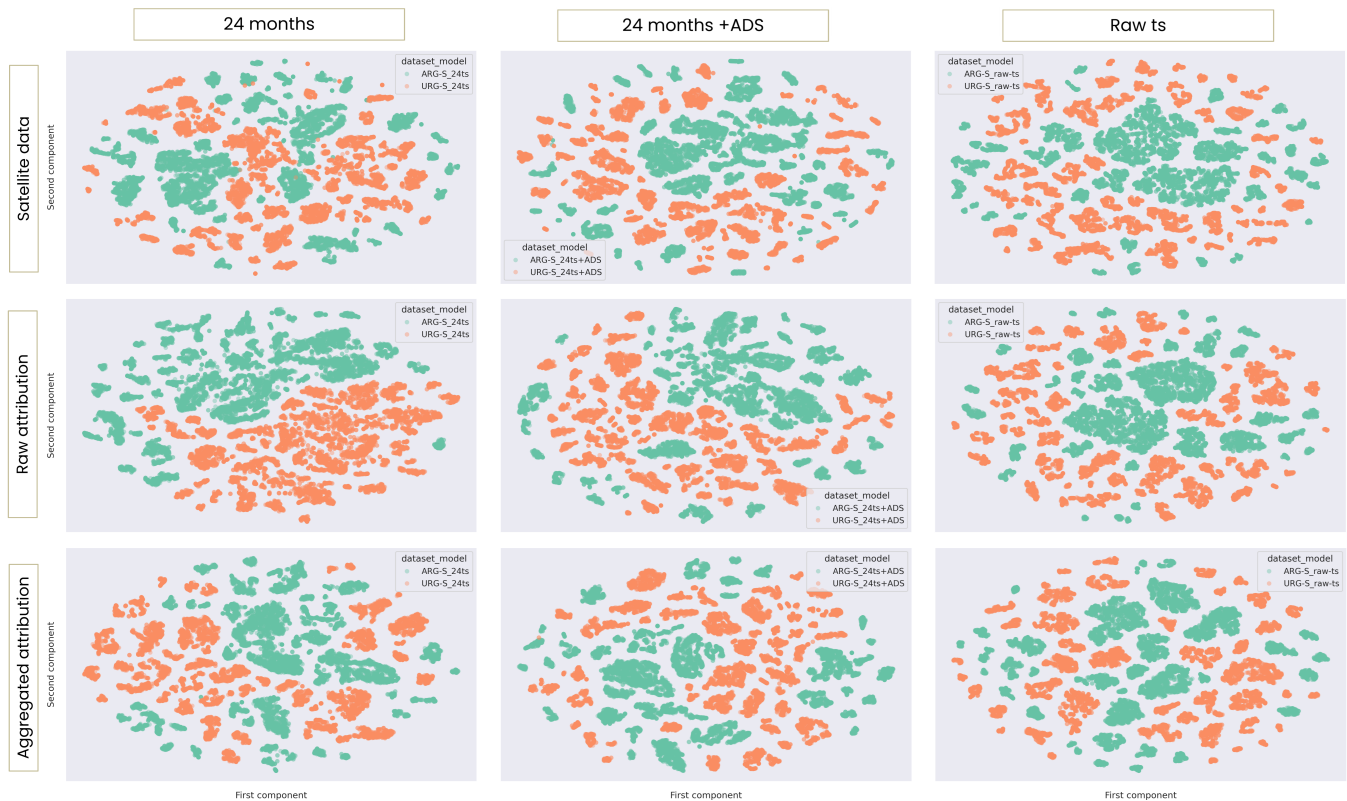 24 months
24 months +ADS
Raw ts
Satellite data
Second component
dataset_model
ARG-S_24ts
URG-S_24ts
dataset_model
ARG-S_24ts+ADS
URG-S_24ts+ADS
dataset_model
ARG-S_raw-ts
URG-S_raw-ts
Raw attribution
Second component
dataset_model
ARG-S_24ts
URG-S_24ts
dataset_model
ARG-S_24ts+ADS
URG-S_24ts+ADS
dataset_model
ARG-S_raw-ts
URG-S_raw-ts
Aggregated attribution
Second component
dataset_model
ARG-S_24ts
URG-S_24ts
dataset_model
ARG-S_24ts+ADS
URG-S_24ts+ADS
dataset_model
ARG-S_raw-ts
URG-S_raw-ts
First component
First component
First component